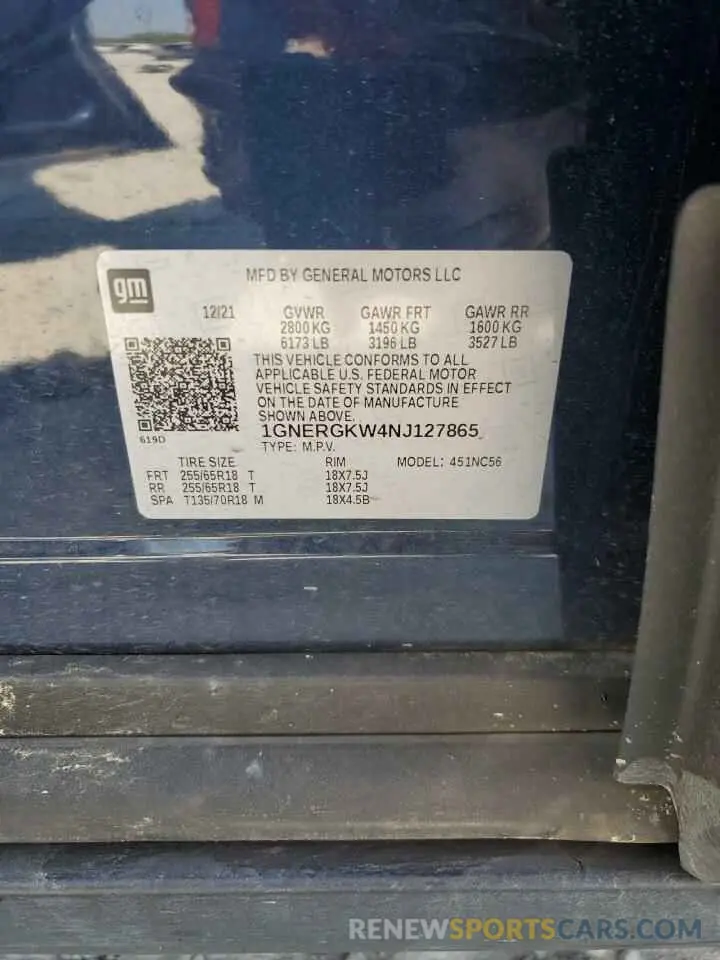 MFD BY GENERAL MOTORS LLC
gm
12/21 GVWR GAWR FRT GAWR RR
2800 KG 1450 KG 1600 KG
6173 LB 3196 LB 3527 LB
THIS VEHICLE CONFORMS TO ALL
APPLICABLE U.S. FEDERAL MOTOR
VEHICLE SAFETY STANDARDS IN EFFECT
ON THE DATE OF MANUFACTURE
SHOWN ABOVE.
619D
1GNERGKW4NJ127865
TYPE: M.P.V.
TIRE SIZE RIM MODEL: 451NC56
FRT 255/65R18 T 18X7.5J
RR 255/65R18 T 18X7.5J
SPA T135/70R18 M 18X4.5B
RENEWSPORTSCARS.COM